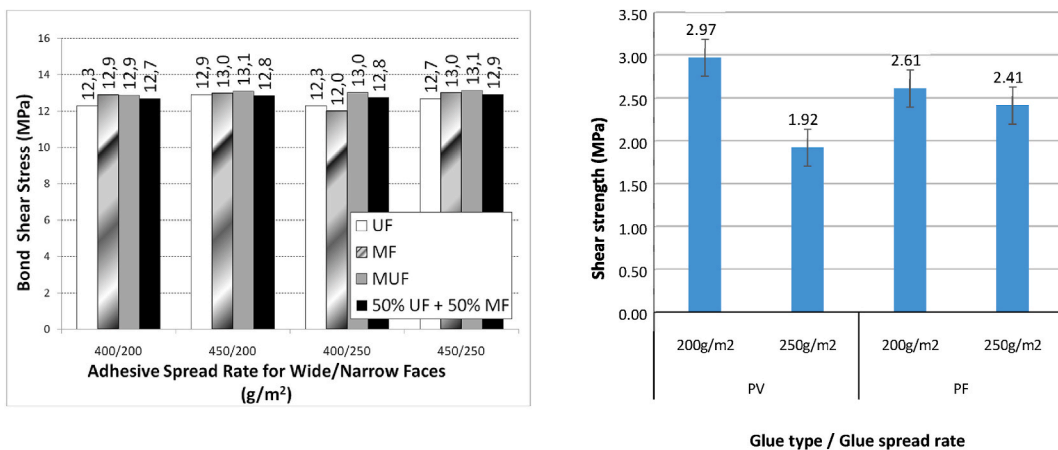 Bond Shear Stress (MPa)
16
14
12
10
8
6
4
2
0
12,3
12,9
12,9
12,7
12,9
13,0
13,1
12,8
12,3
12,0
13,0
12,8
12,7
13,0
13,1
12,9
UF
MF
MUF
50% UF + 50% MF
400/200
450/200
400/250
450/250
Adhesive Spread Rate for Wide/Narrow Faces
(g/m²)
Shear strength (MPa)
3.50
3.00
2.50
2.00
1.50
1.00
0.50
0.00
2.97
1.92
2.61
2.41
200g/m2
250g/m2
200g/m2
250g/m2
PV
PF
Glue type / Glue spread rate